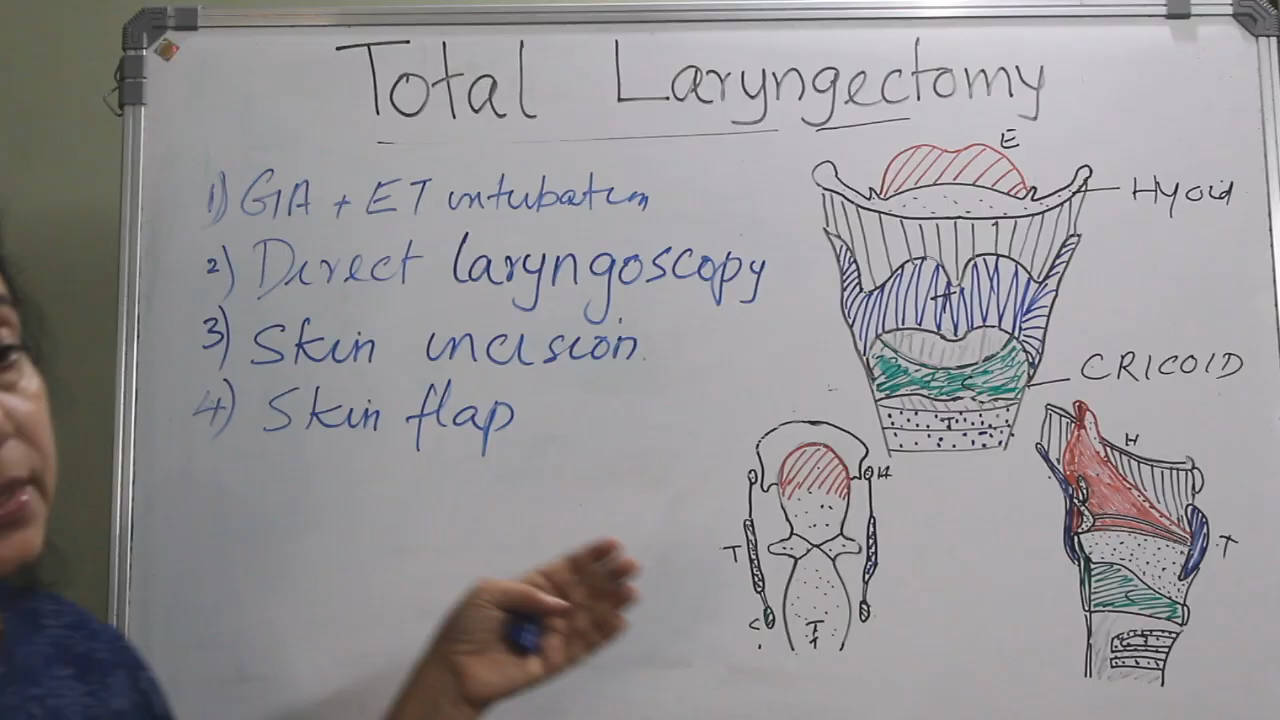 Total Laryngectomy
1) GA + ET intubation
2) Direct laryngoscopy
3) Skin incision
4) Skin flap
E
Hyoid
T
CRICOID
C
T
H
H
T
T
C
T